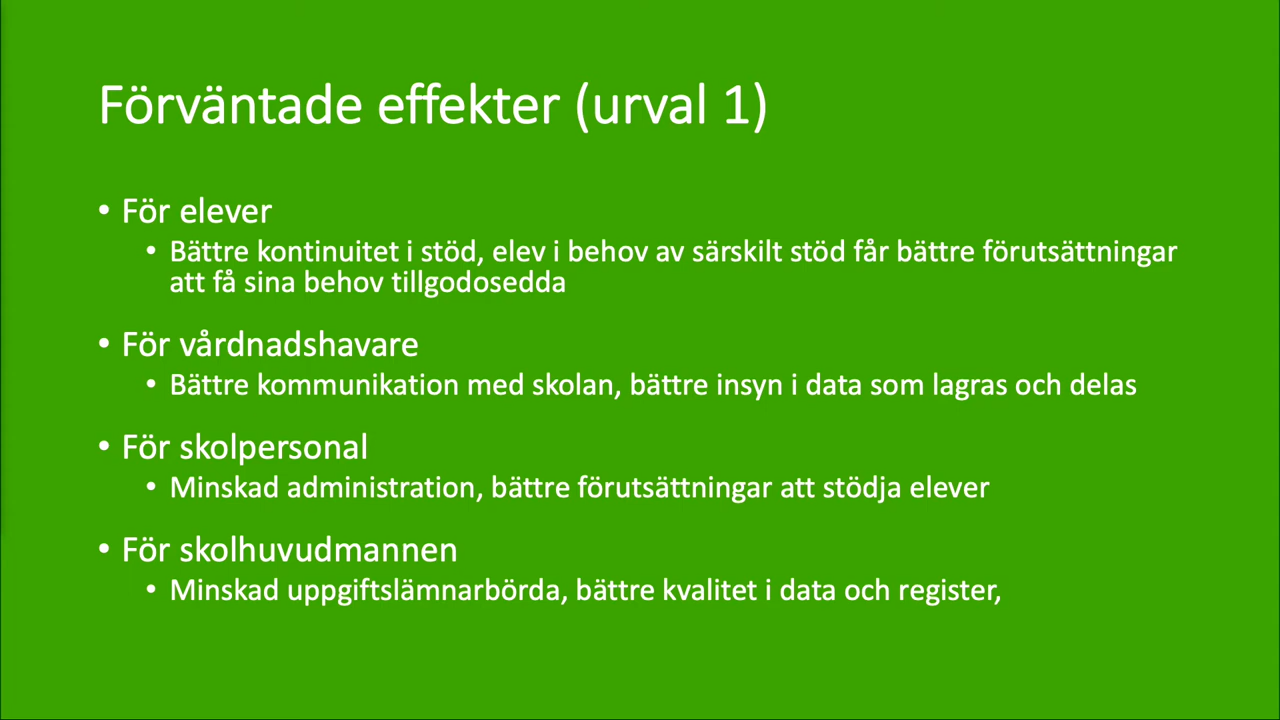 Förväntade effekter (urval 1)
• För elever
• Bättre kontinuitet i stöd, elev i behov av särskilt stöd får bättre förutsättningar
att få sina behov tillgodosedda
• För vårdnadshavare
• Bättre kommunikation med skolan, bättre insyn i data som lagras och delas
• För skolpersonal
• Minskad administration, bättre förutsättningar att stödja elever
• För skolhuvudmannen
• Minskad uppgiftslämnarbörda, bättre kvalitet i data och register,